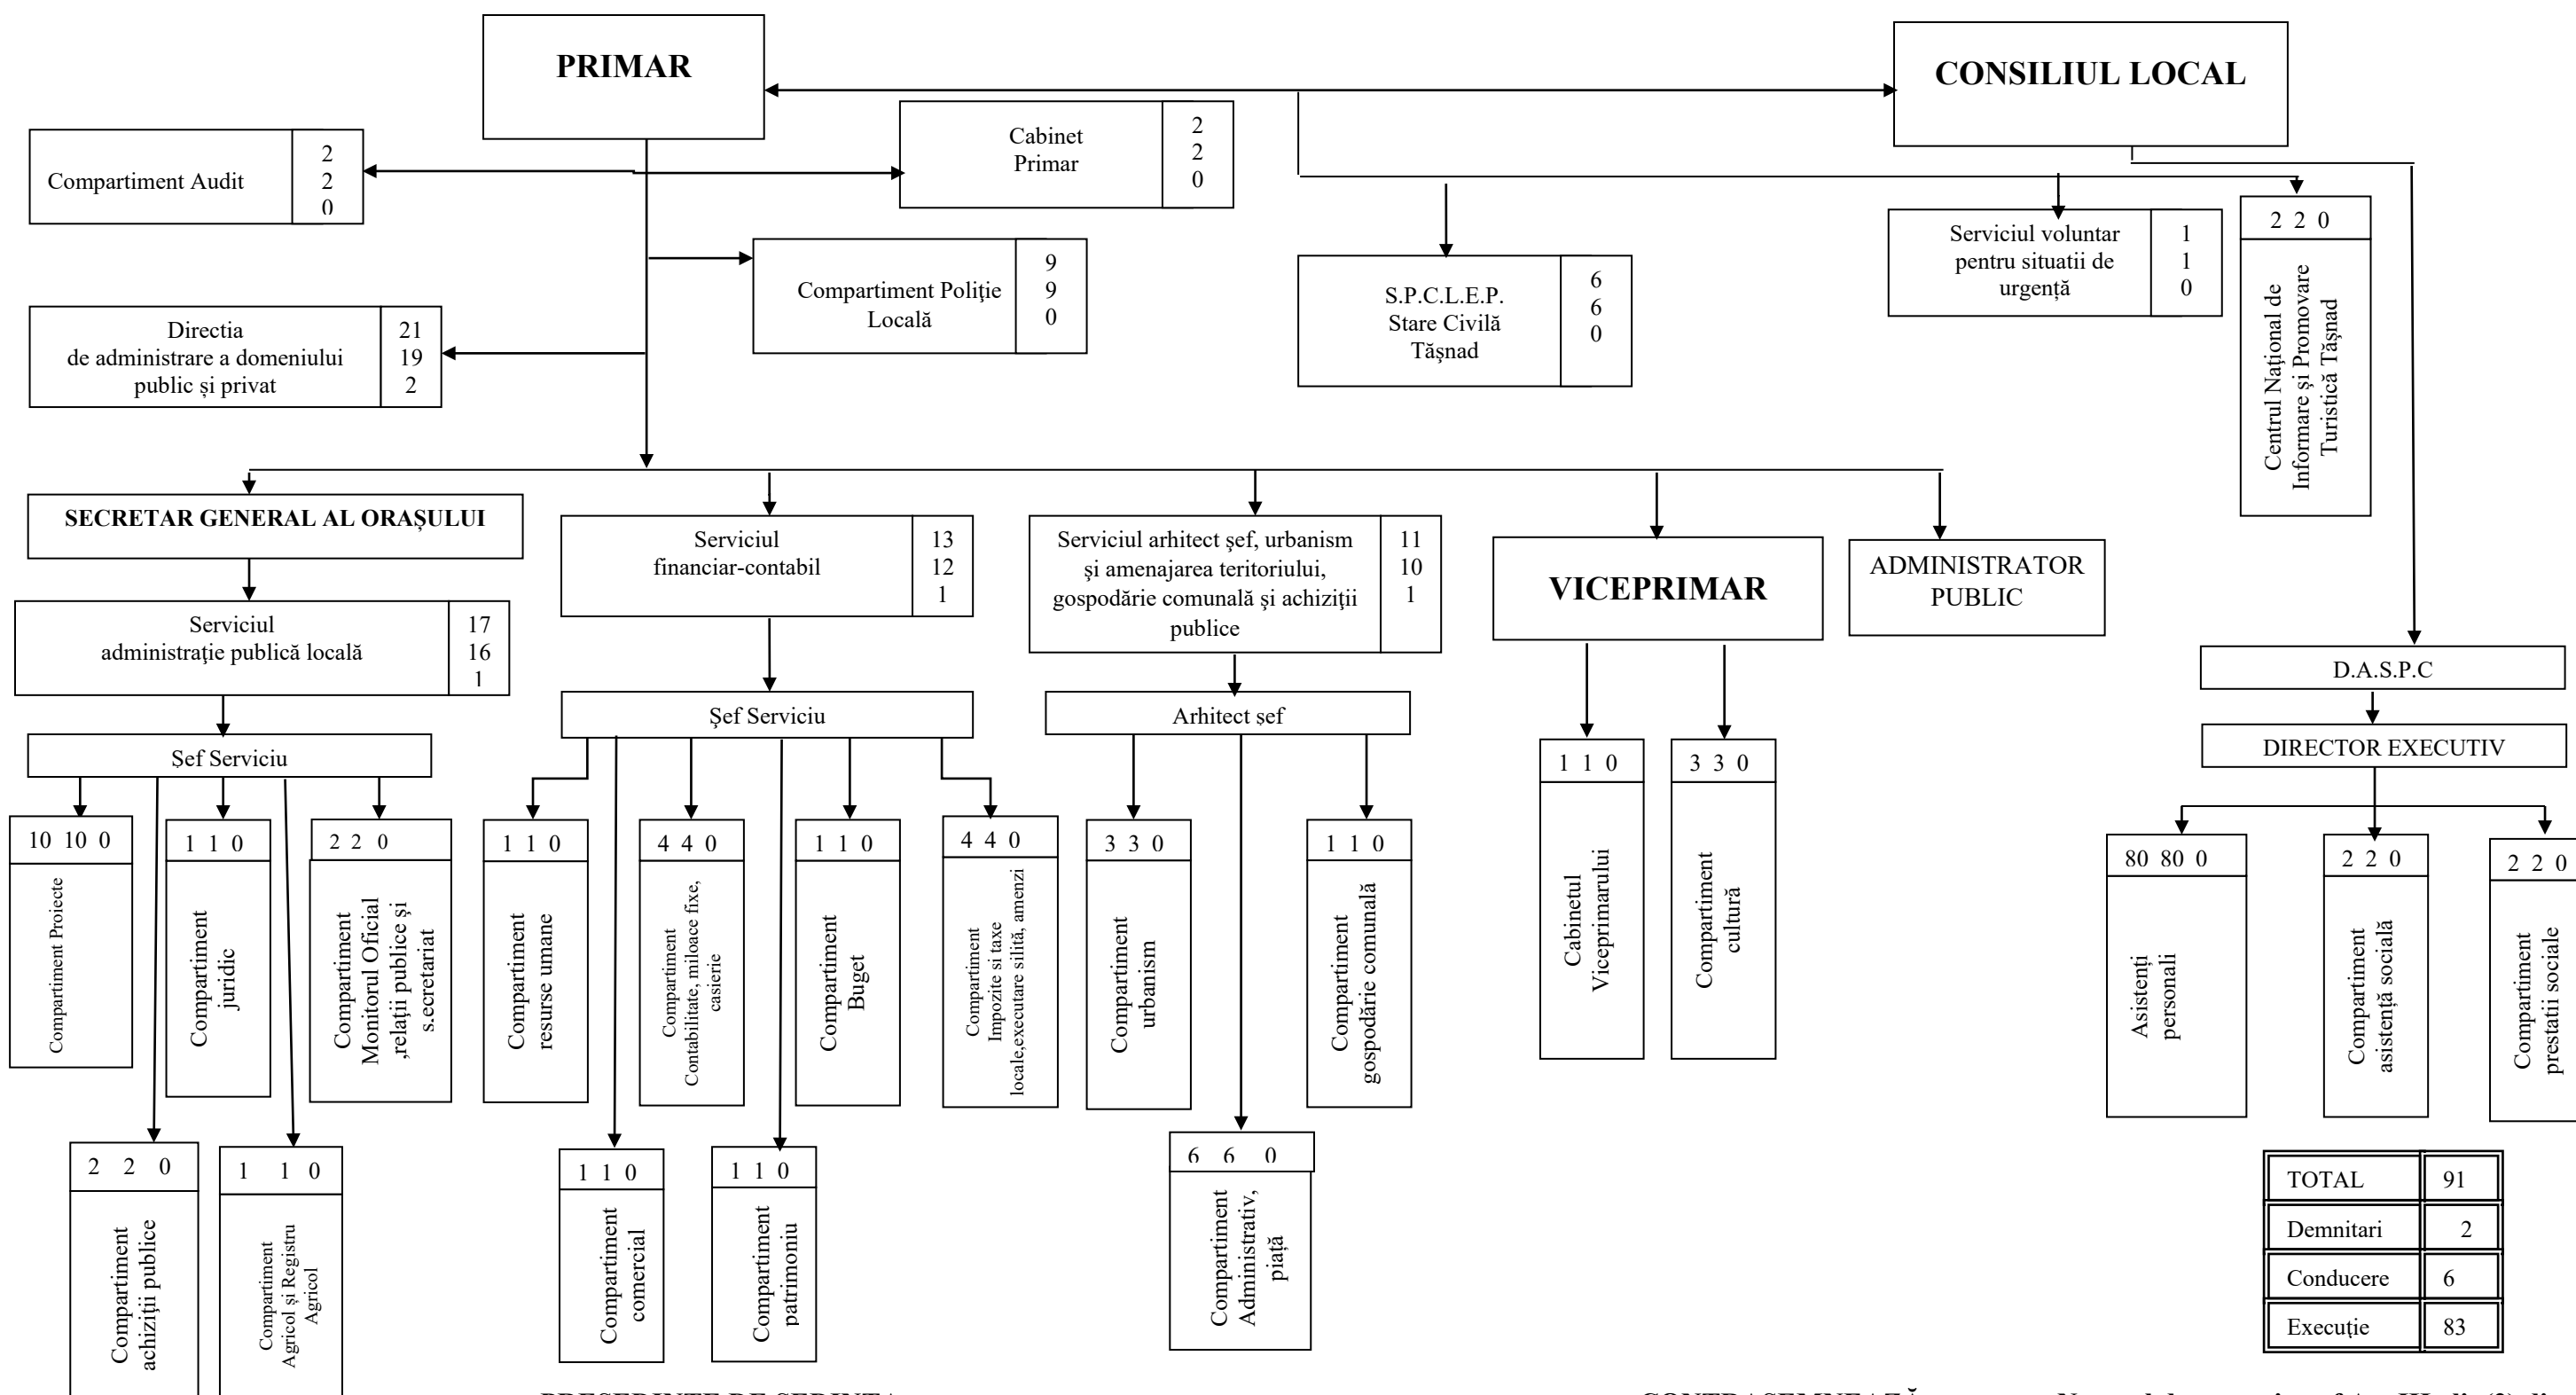 PRIMAR
CONSILIUL LOCAL
Compartiment Audit
2
2
0
Cabinet
Primar
2
2
0
Compartiment Poliţie
Locală
9
9
0
Directia
de administrare a domeniului
public și privat
21
19
2
S.P.C.L.E.P.
Stare Civilă
Tăşnad
6
6
0
Serviciul voluntar
pentru situatii de
urgență
1
1
0
2 2 0
Centrul Naţional de
Informare şi Promovare
Turistică Tăşnad
SECRETAR GENERAL AL ORAȘULUI
Serviciul
administraţie publică locală
17
16
1
Șef Serviciu
10 10 0
Compartiment Proiecte
1 1 0
Compartiment
juridic
2 2 0
Compartiment
Monitorul Oficial
,relaţii publice şi
s.ecretariat
2 2 0
Compartiment
achiziţii publice
1 1 0
Compartiment
Agricol și Registru
Agricol
Serviciul
financiar-contabil
13
12
1
Şef Serviciu
1 1 0
Compartiment
resurse umane
4 4 0
Compartiment
Contabilitate, miloace fixe,
casierie
1 1 0
Compartiment
Buget
4 4 0
Compartiment
Impozite si taxe
locale,executare silită, amenzi
1 1 0
Compartiment
comercial
1 1 0
Compartiment
patrimoniu
Serviciul arhitect şef, urbanism
şi amenajarea teritoriului,
gospodărie comunală şi achiziţii
publice
11
10
1
Arhitect șef
3 3 0
Compartiment
urbanism
1 1 0
Compartiment
gospodărie comunală
6 6 0
Compartiment
Administrativ,
piață
VICEPRIMAR
1 1 0
Cabinetul
Viceprimarului
3 3 0
Compartiment
cultură
ADMINISTRATOR
PUBLIC
D.A.S.P.C
DIRECTOR EXECUTIV
80 80 0
Asistenți
personali
2 2 0
Compartiment
asistență socială
2 2 0
Compartiment
prestatii sociale
TOTAL 91
Demnitari 2
Conducere 6
Execuție 83